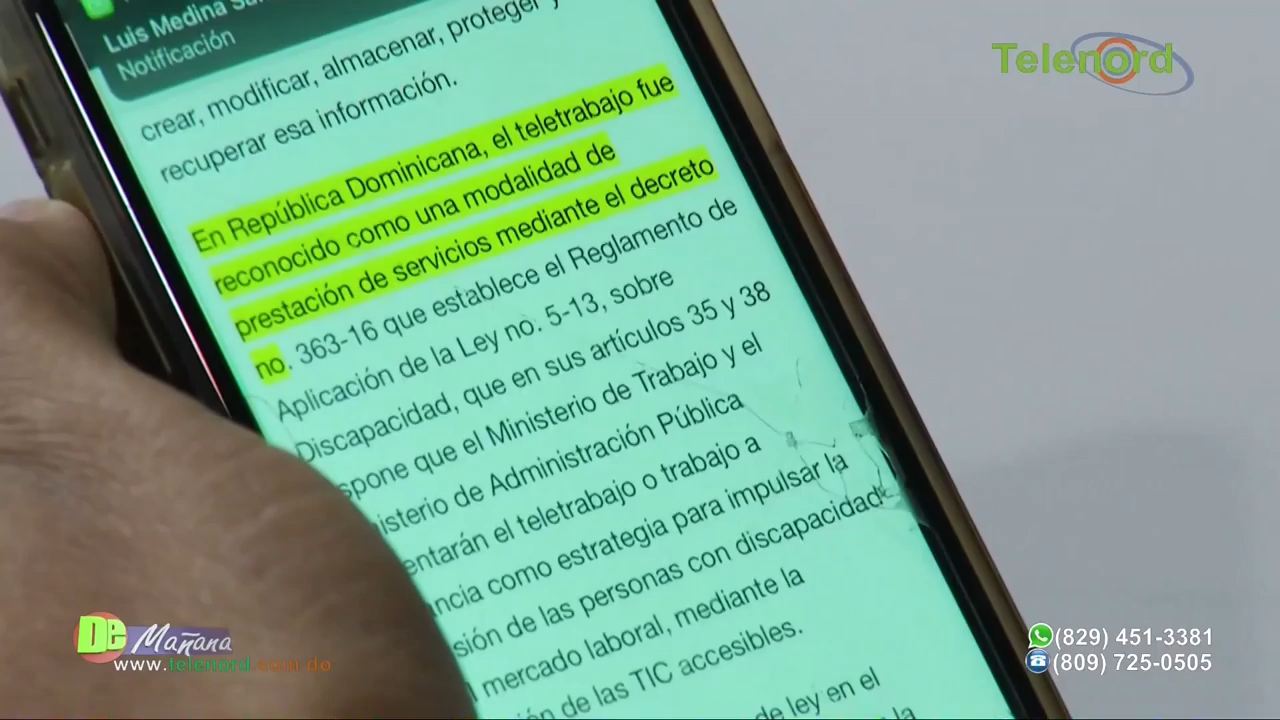 Luis Medina
Notificación
crear, modificar, almacenar, proteger y
recuperar esa información.
En República Dominicana, el teletrabajo fue
reconocido como una modalidad de
prestación de servicios mediante el decreto
no. 363-16 que establece el Reglamento de
Aplicación de la Ley no. 5-13, sobre
Discapacidad, que en sus artículos 35 y 38
spone que el Ministerio de Trabajo y el
isterio de Administración Pública
entarán el teletrabajo o trabajo a
ncia como estrategia para impulsar la
sión de las personas con discapacidad
mercado laboral, mediante la
ón de las TIC accesibles.
de ley en el
la
Telenord
De Mañana
www.telenord.com.do
(829) 451-3381
(809) 725-0505